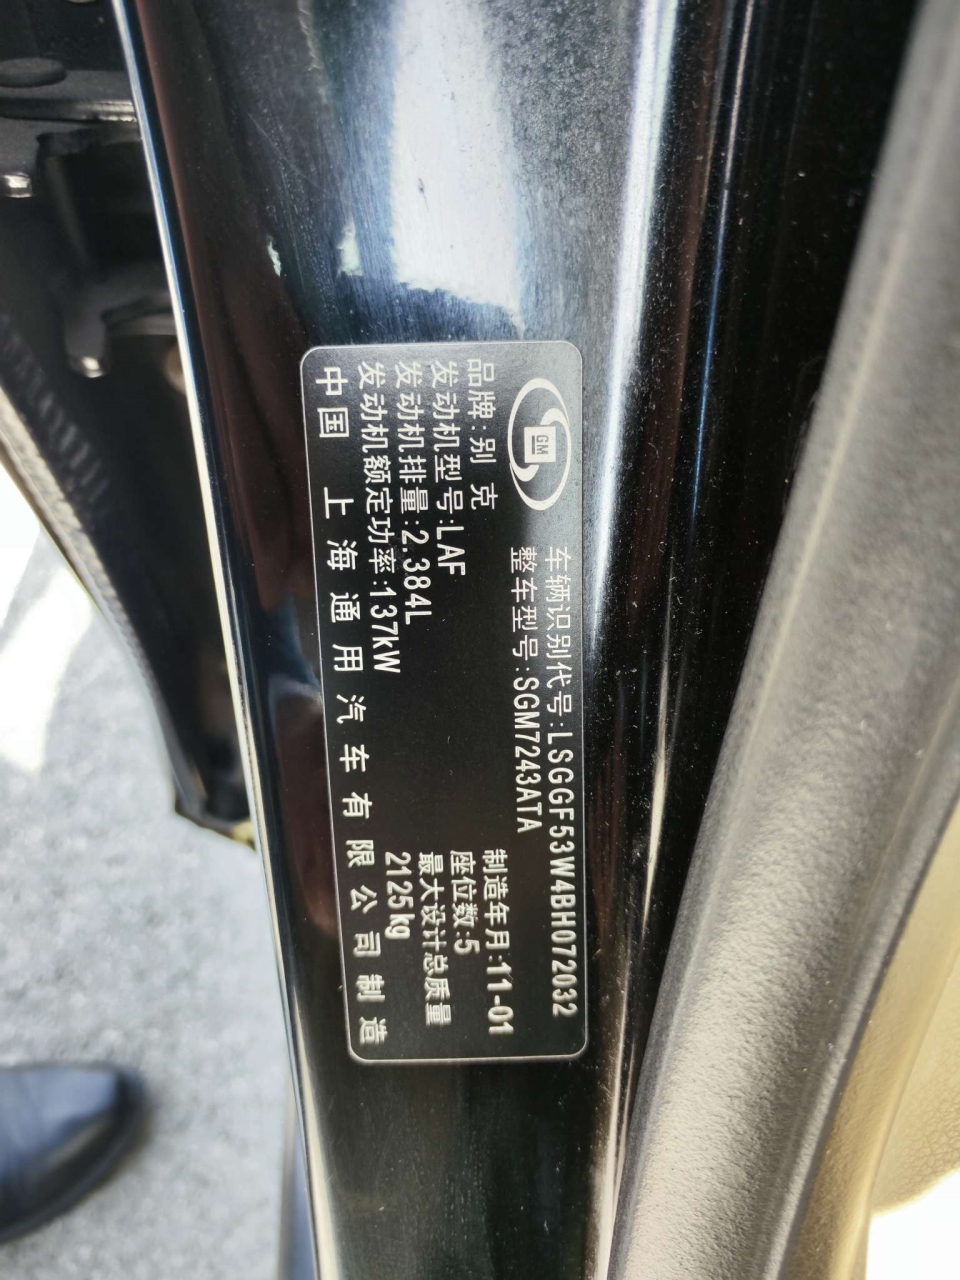 GM
车辆识别代号:LSGGF53W4BH072032
整车型号:SGM7243ATA
品牌:别克
制造年月:11-01
发动机型号:LAF
座位数:5
发动机排量:2.384L
最大设计总质量
发动机额定功率:137kW
2125kg
中国 上海通用汽车有限公司制造